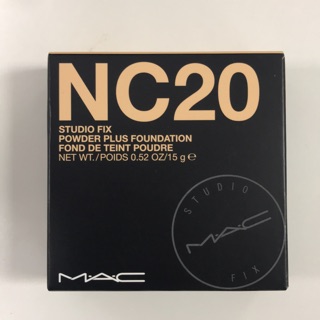 NC20
STUDIO FIX
POWDER PLUS FOUNDATION
FOND DE TEINT POUDRE
NET WT./POIDS 0.52 OZ/15 g ℮
STUDIO
MAC
FIX
M·A·C